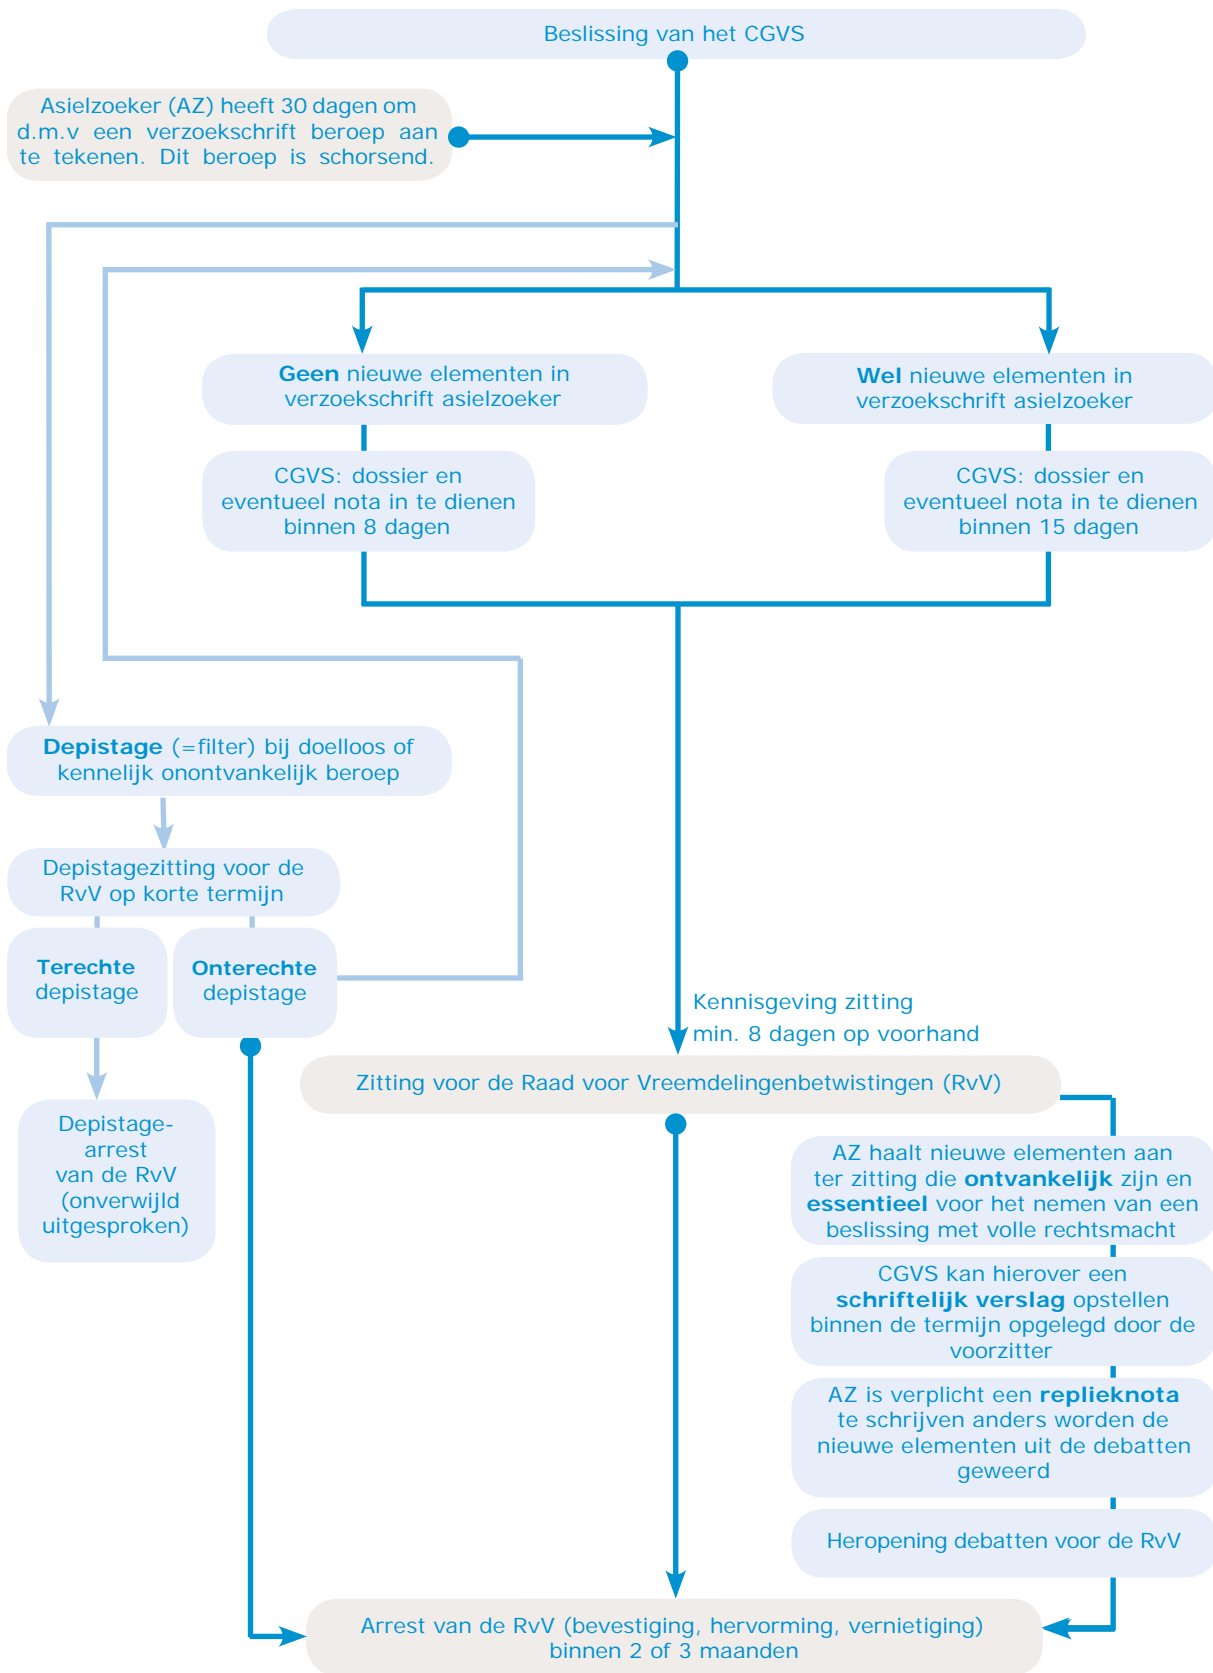 Beslissing van het CGVS
Asielzoeker (AZ) heeft 30 dagen om
d.m.v een verzoekschrift beroep aan
te tekenen. Dit beroep is schorsend.
Geen nieuwe elementen in
verzoekschrift asielzoeker
Wel nieuwe elementen in
verzoekschrift asielzoeker
CGVS: dossier en
eventueel nota in te dienen
binnen 8 dagen
CGVS: dossier en
eventueel nota in te dienen
binnen 15 dagen
Depistage (=filter) bij doelloos of
kennelijk onontvankelijk beroep
Depistagezitting voor de
RvV op korte termijn
Terechte
depistage
Onterechte
depistage
Kennisgeving zitting
min. 8 dagen op voorhand
Zitting voor de Raad voor Vreemdelingenbetwistingen (RvV)
Depistage-
arrest
van de RvV
(onverwijld
uitgesproken)
AZ haalt nieuwe elementen aan
ter zitting die ontvankelijk zijn en
essentieel voor het nemen van een
beslissing met volle rechtsmacht
CGVS kan hierover een
schriftelijk verslag opstellen
binnen de termijn opgelegd door de
voorzitter
AZ is verplicht een replieknota
te schrijven anders worden de
nieuwe elementen uit de debatten
geweerd
Heropening debatten voor de RvV
Arrest van de RvV (bevestiging, hervorming, vernietiging)
binnen 2 of 3 maanden